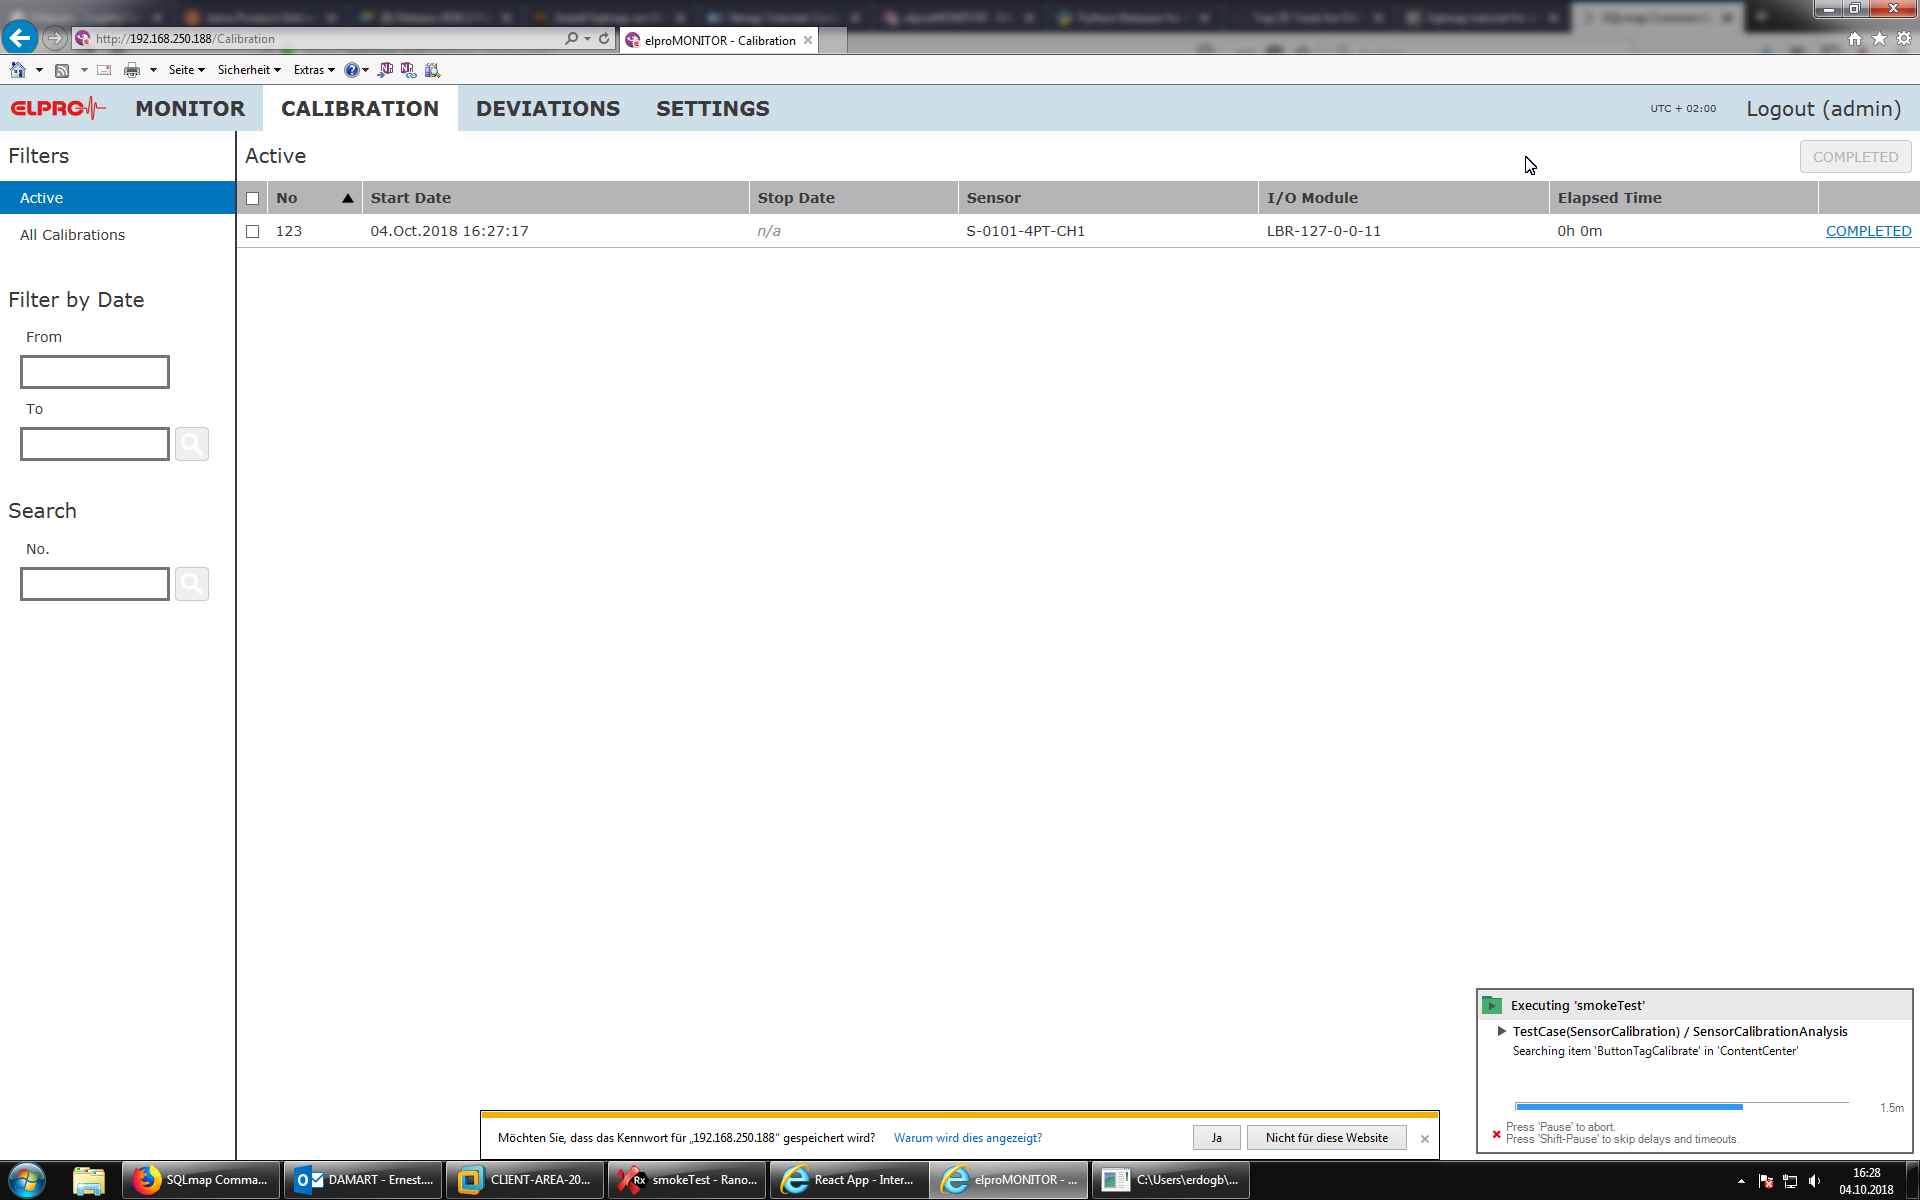 http://192.168.250.188/Calibration
elproMONITOR - Calibration
Seite Sicherheit Extras
ELPRO MONITOR CALIBRATION DEVIATIONS SETTINGS UTC + 02:00 Logout (admin)
Filters
Active
All Calibrations
Filter by Date
From
To
Search
No.
Active COMPLETED
No Start Date Stop Date Sensor I/O Module Elapsed Time
123 04.Oct.2018 16:27:17 n/a S-0101-4PT-CH1 LBR-127-0-0-11 0h 0m COMPLETED
Executing 'smokeTest'
TestCase(SensorCalibration) / SensorCalibrationAnalysis
Searching item 'ButtonTagCalibrate' in 'ContentCenter'
1.5m
Press 'Pause' to abort.
Press 'Shift-Pause' to skip delays and timeouts.
Möchten Sie, dass das Kennwort für „192.168.250.188“ gespeichert wird? Warum wird dies angezeigt? Ja Nicht für diese Website
SQLmap Comma... DAMART - Ernest.... CLIENT-AREA-20... smokeTest - Rano... React App - Inter... elproMONITOR - ... C:\Users\erdogb\...
16:28
04.10.2018